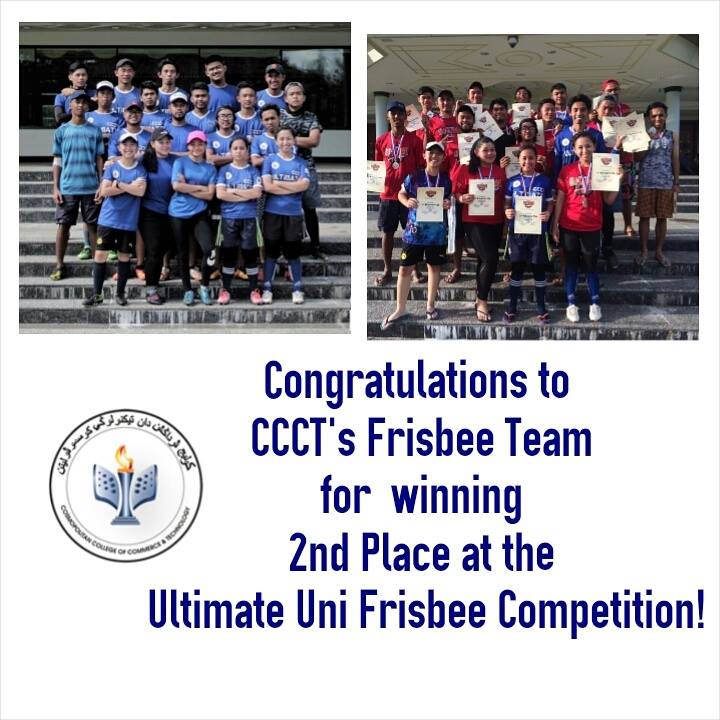 Congratulations to
CCCT's Frisbee Team
for winning
2nd Place at the
Ultimate Uni Frisbee Competition!
COSMOPOLITAN COLLEGE OF COMMERCE & TECHNOLOGY